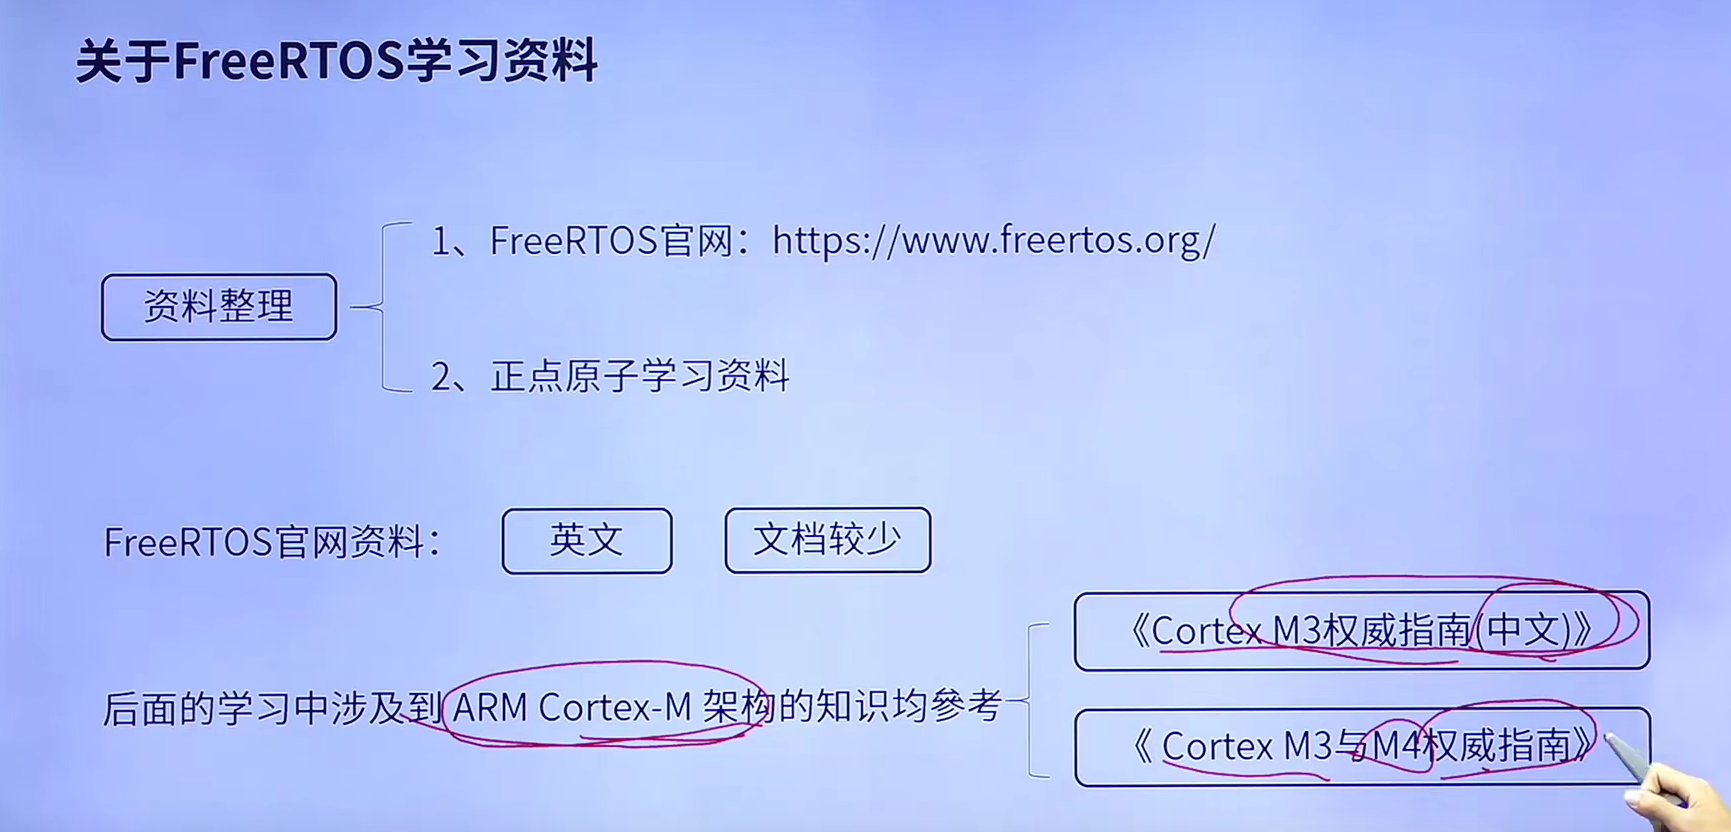 关于FreeRTOS学习资料
1、FreeRTOS官网：https://www.freertos.org/
资料整理
2、正点原子学习资料
FreeRTOS官网资料：
英文
文档较少
《Cortex M3权威指南(中文)》
后面的学习中涉及到 ARM Cortex-M 架构的知识均參考
《 Cortex M3与M4权威指南》